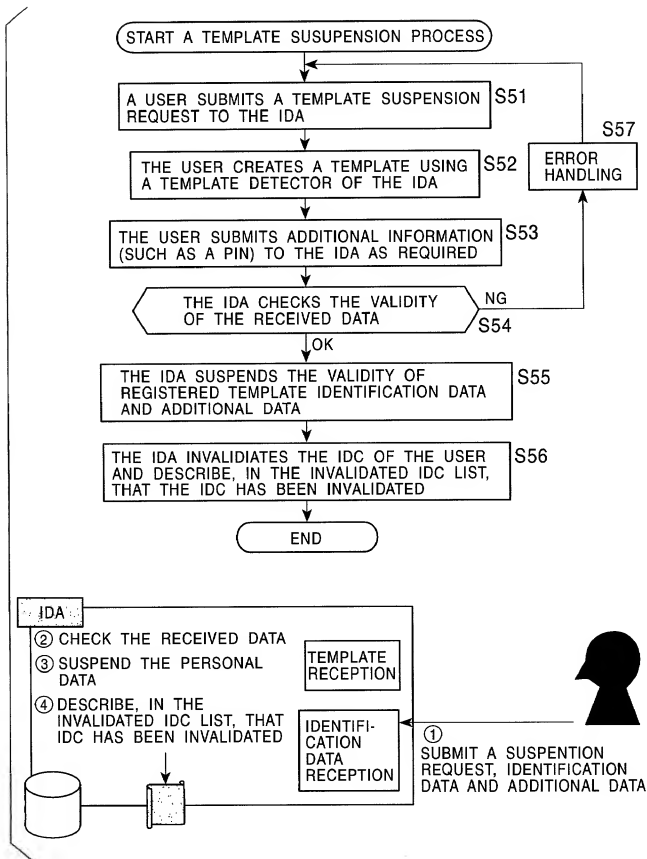 START A TEMPLATE SUSUPENSION PROCESS
A USER SUBMITS A TEMPLATE SUSPENSION
REQUEST TO THE IDA
S51
S57
ERROR
HANDLING
THE USER CREATES A TEMPLATE USING
A TEMPLATE DETECTOR OF THE IDA
S52
THE USER SUBMITS ADDITIONAL INFORMATION
(SUCH AS A PIN) TO THE IDA AS REQUIRED
S53
THE IDA CHECKS THE VALIDITY
OF THE RECEIVED DATA
NG
S54
OK
THE IDA SUSPENDS THE VALIDITY OF
REGISTERED TEMPLATE IDENTIFICATION DATA
AND ADDITIONAL DATA
S55
THE IDA INVALIDIATES THE IDC OF THE USER
AND DESCRIBE, IN THE INVALIDATED IDC LIST,
THAT THE IDC HAS BEEN INVALIDATED
S56
END
IDA
② CHECK THE RECEIVED DATA
③ SUSPEND THE PERSONAL
DATA
④ DESCRIBE, IN THE
INVALIDATED IDC LIST, THAT
IDC HAS BEEN INVALIDATED
TEMPLATE
RECEPTION
IDENTIFI-
CATION
DATA
RECEPTION
①
SUBMIT A SUSPENTION
REQUEST, IDENTIFICATION
DATA AND ADDITIONAL DATA